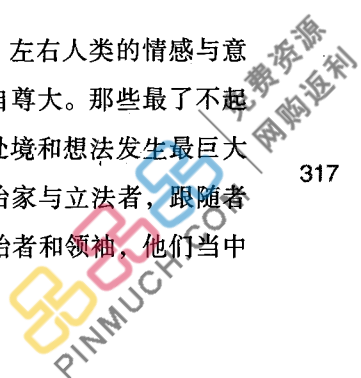 左右人类的情感与意
自尊大。那些最了不起
处境和想法发生最巨大
治家与立法者，跟随者
治者和领袖，他们当中
317
免费资源
网购返利
PINMUCH.COM